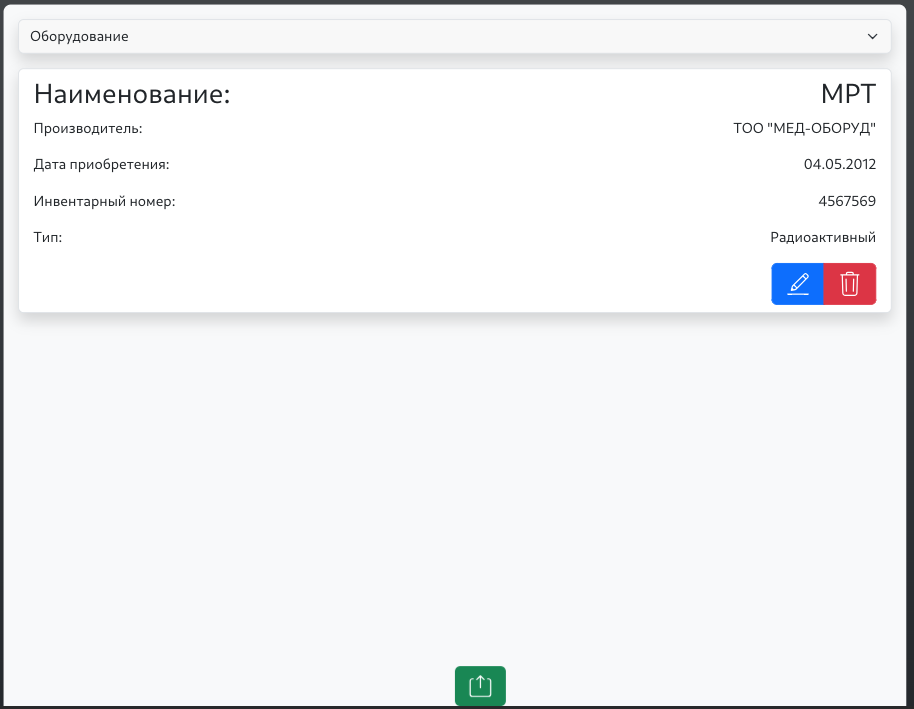 Оборудование
Наименование: МРТ
Производитель: ТОО "МЕД-ОБОРУД"
Дата приобретения: 04.05.2012
Инвентарный номер: 4567569
Тип: Радиоактивный